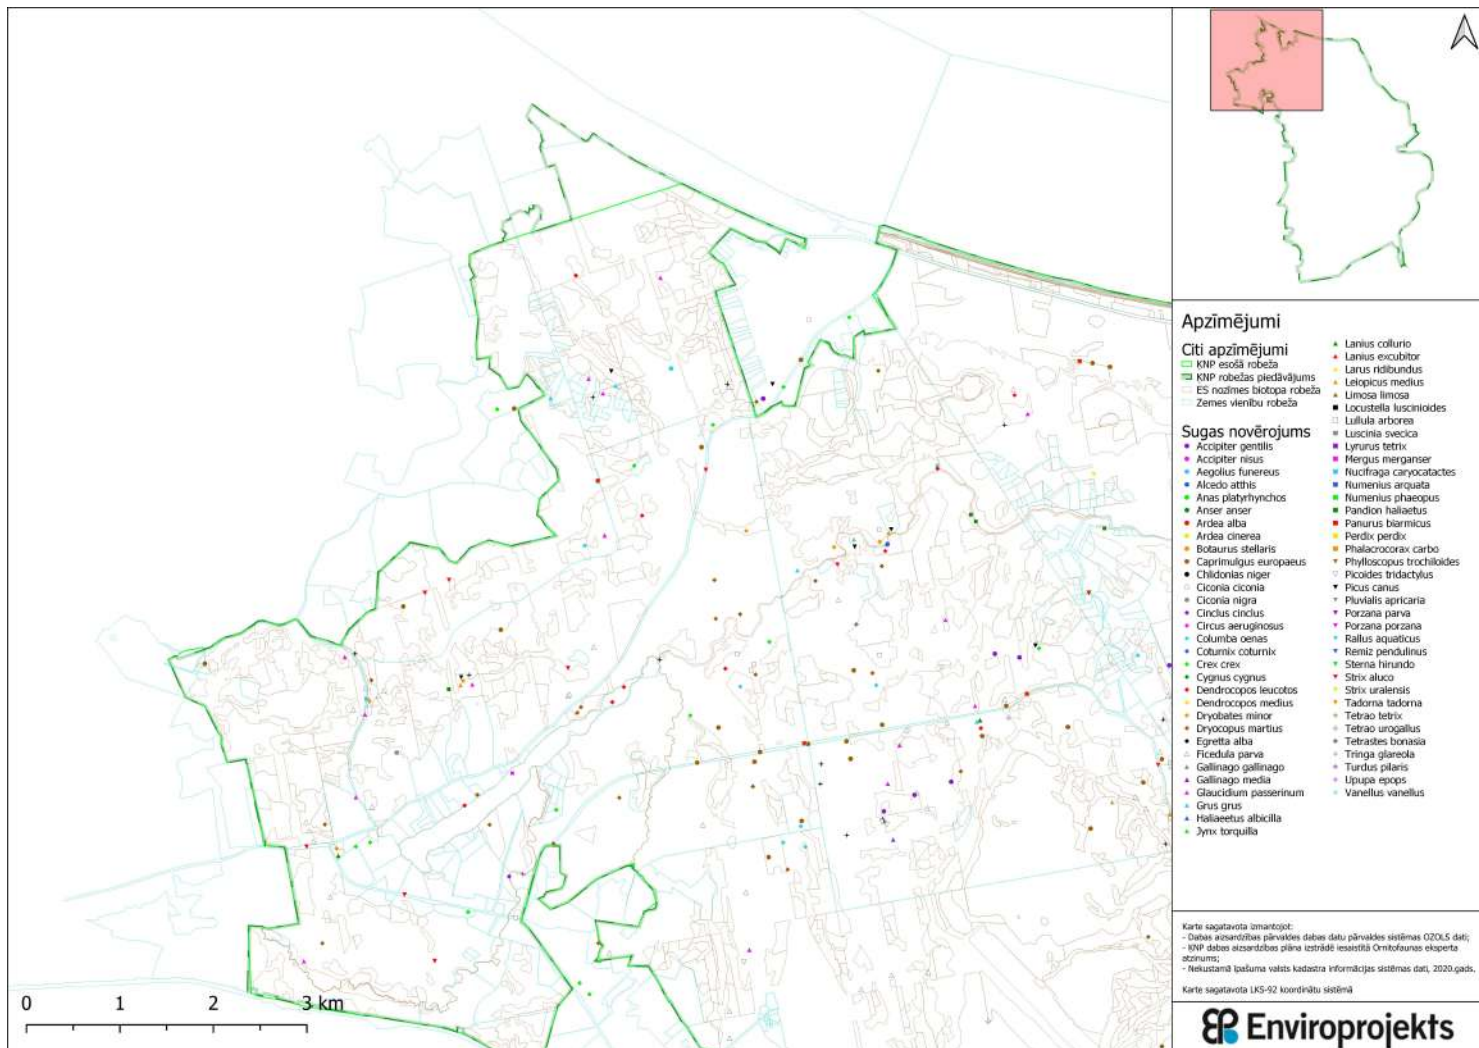 Apzīmējumi
Citi apzīmējumi
ĶNP esošā robeža
ĶNP robežas piedāvājums
ES nozīmes biotopa robeža
Zemes vienību robeža
Sugas novērojums
Accipiter gentilis
Accipiter nisus
Aegolius funereus
Alcedo atthis
Anas platyrhynchos
Anser anser
Ardea alba
Ardea cinerea
Botaurus stellaris
Caprimulgus europaeus
Chlidonias niger
Ciconia ciconia
Ciconia nigra
Cinclus cinclus
Circus aeruginosus
Columba oenas
Coturnix coturnix
Crex crex
Cygnus cygnus
Dendrocopos leucotos
Dendrocopos medius
Dryobates minor
Dryocopus martius
Egretta alba
Ficedula parva
Gallinago gallinago
Gallinago media
Glaucidium passerinum
Grus grus
Haliaeetus albicilla
Jynx torquilla
Lanius collurio
Lanius excubitor
Larus ridibundus
Leiopicus medius
Limosa limosa
Locustella luscinioides
Lullula arborea
Luscinia svecica
Lyrurus tetrix
Mergus merganser
Nucifraga caryocatactes
Numenius arquata
Numenius phaeopus
Pandion haliaetus
Panurus biarmicus
Perdix perdix
Phalacrocorax carbo
Phylloscopus trochiloides
Picoides tridactylus
Picus canus
Pluvialis apricaria
Porzana parva
Porzana porzana
Rallus aquaticus
Remiz pendulinus
Sterna hirundo
Strix aluco
Strix uralensis
Tadorna tadorna
Tetrao tetrix
Tetrao urogallus
Tetrastes bonasia
Tringa glareola
Turdus pilaris
Upupa epops
Vanellus vanellus
Karte sagatavota izmantojot:
- Dabas aizsardzības pārvaldes dabas datu pārvaldes sistēmas OZOLS dati;
- ĶNP dabas aizsardzības plāna izstrādē iesaistītā Ornitofaunas eksperta
atzinums;
- Nekustamā īpašuma valsts kadastra informācijas sistēmas dati, 2020.gads.
Karte sagatavota LKS-92 koordinātu sistēmā
0 1 2 3 km
Enviroprojekts